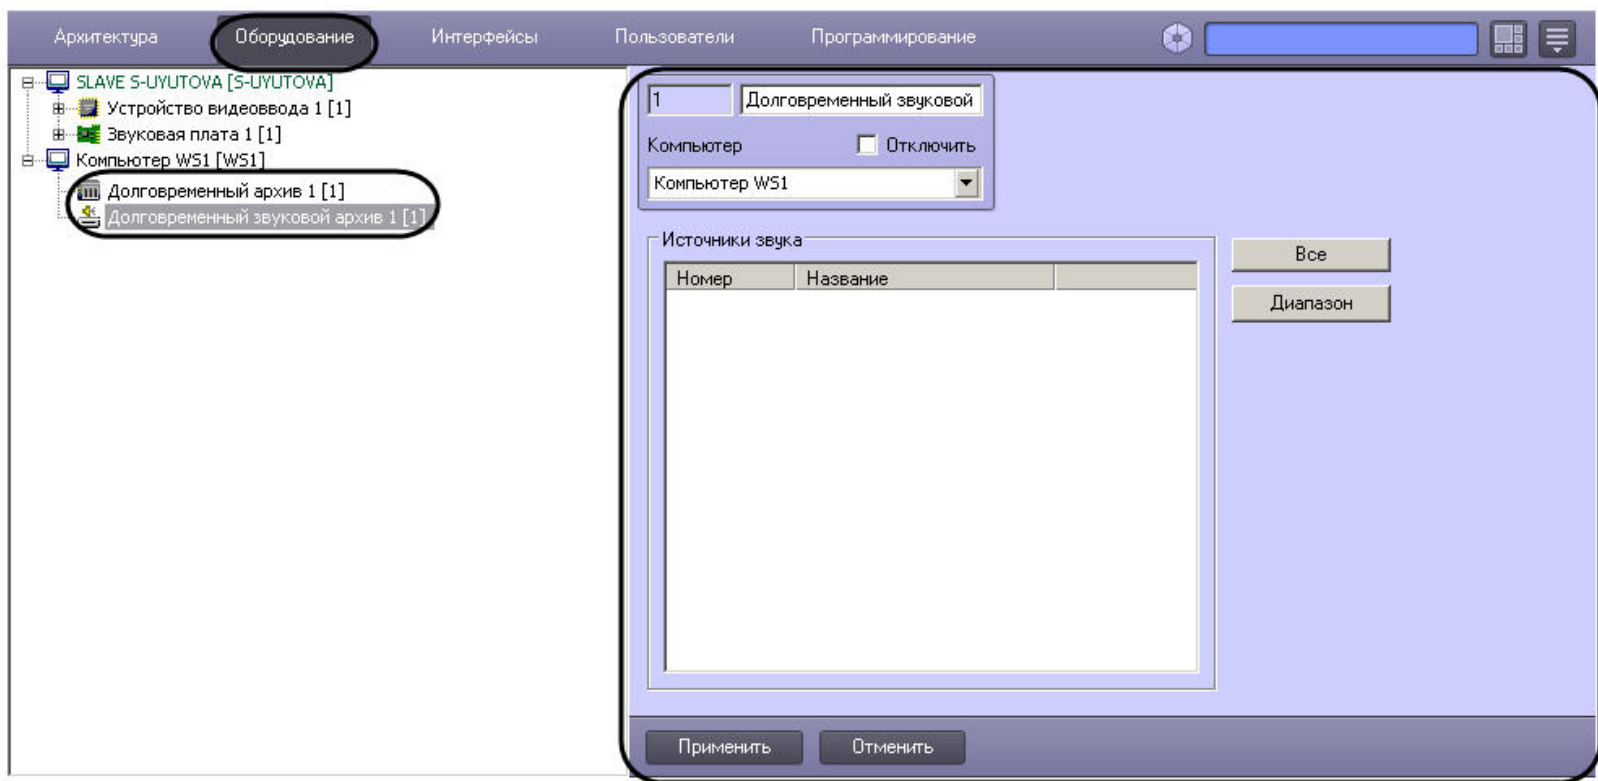 Архитектура Оборудование Интерфейсы Пользователи Программирование
SLAVE S-UYUTOVA [S-UYUTOVA]
Устройство видеоввода 1 [1]
Звуковая плата 1 [1]
Компьютер WS1 [WS1]
Долговременный архив 1 [1]
Долговременный звуковой архив 1 [1]
1 Долговременный звуковой
Компьютер Отключить
Компьютер WS1
Источники звука
Номер Название
Все
Диапазон
Применить Отменить